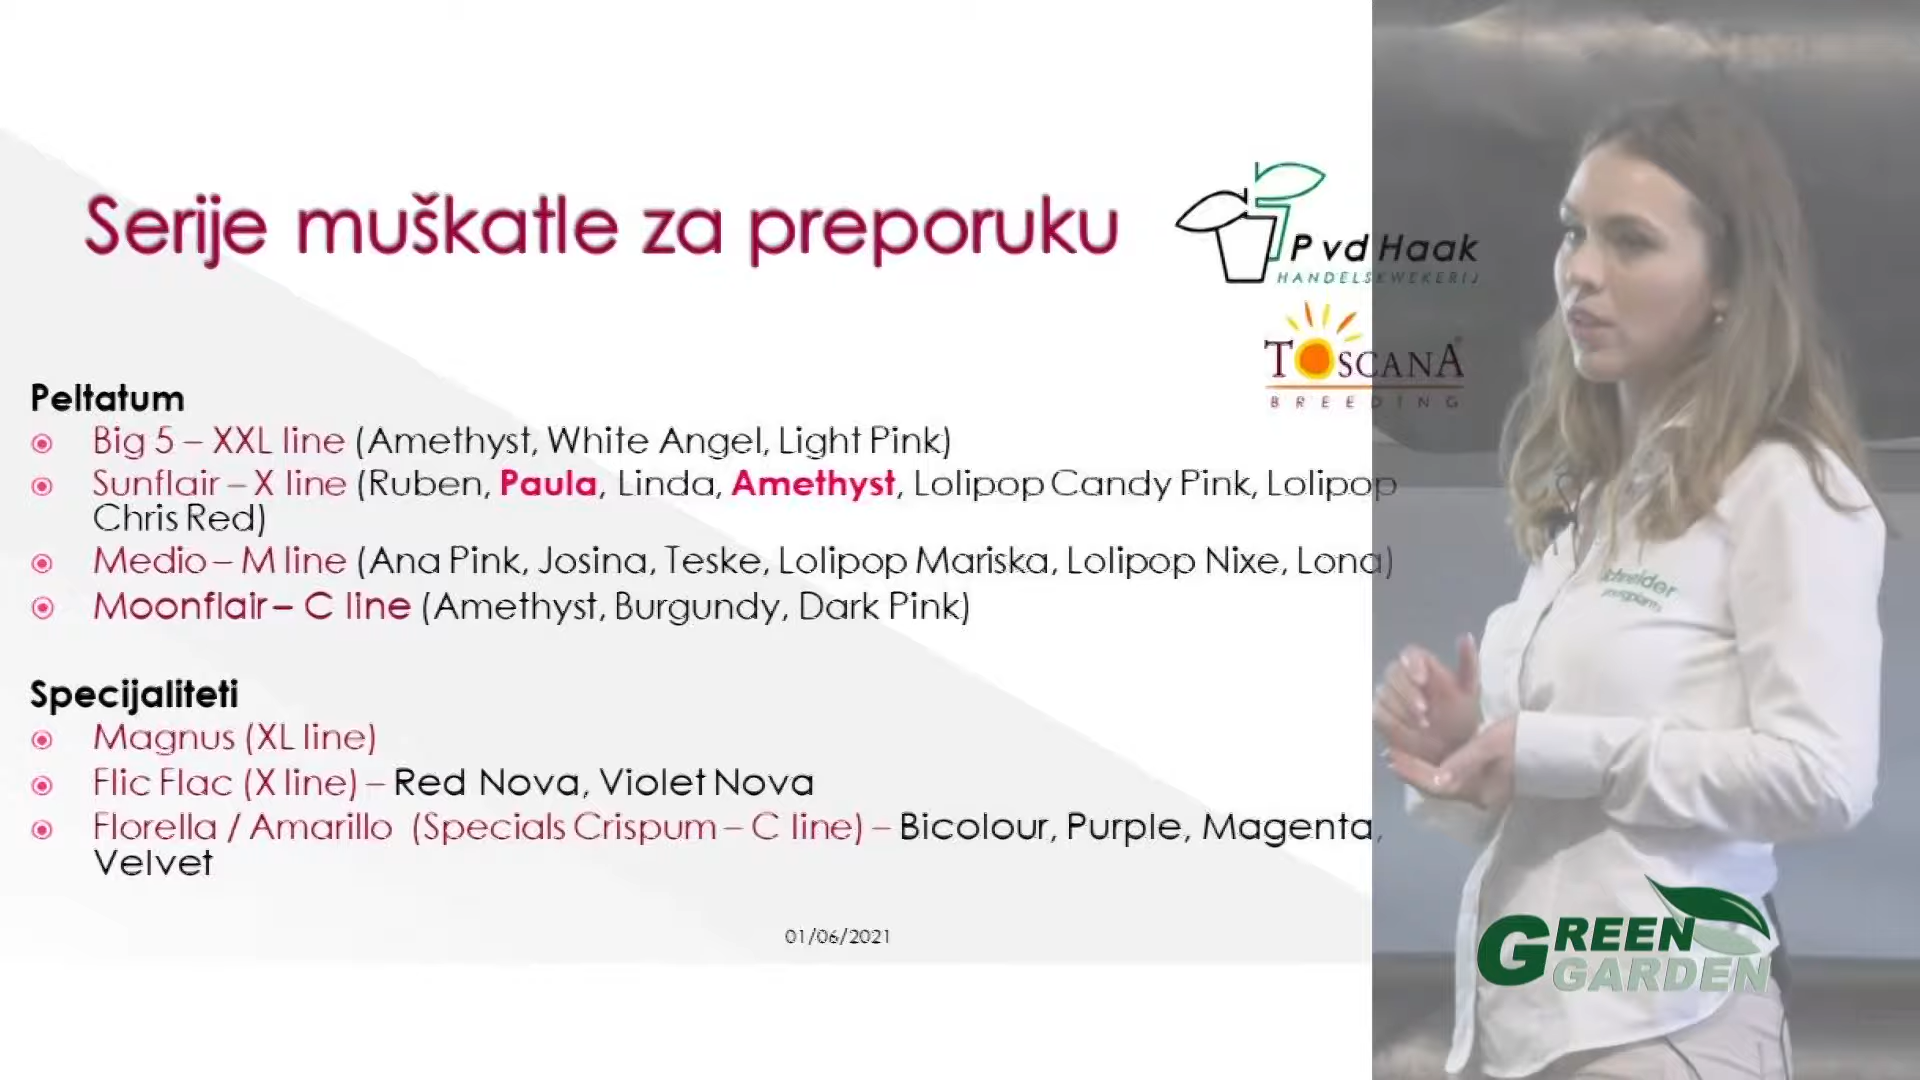 Serije muškatle za preporuku
P vd Haak
HANDELSKWEKERIJ
TOSCANA
BREEDING
Peltatum
Big 5 – XXL line (Amethyst, White Angel, Light Pink)
Sunflair – X line (Ruben, Paula, Linda, Amethyst, Lolipop Candy Pink, Lolipop
Chris Red)
Medio – M line (Ana Pink, Josina, Teske, Lolipop Mariska, Lolipop Nixe, Lona)
Moonflair – C line (Amethyst, Burgundy, Dark Pink)
Specijaliteti
Magnus (XL line)
Flic Flac (X line) – Red Nova, Violet Nova
Florella / Amarillo (Specials Crispum – C line) – Bicolour, Purple, Magenta,
Velvet
01/06/2021
schneider
youngplants
GREEN
GARDEN